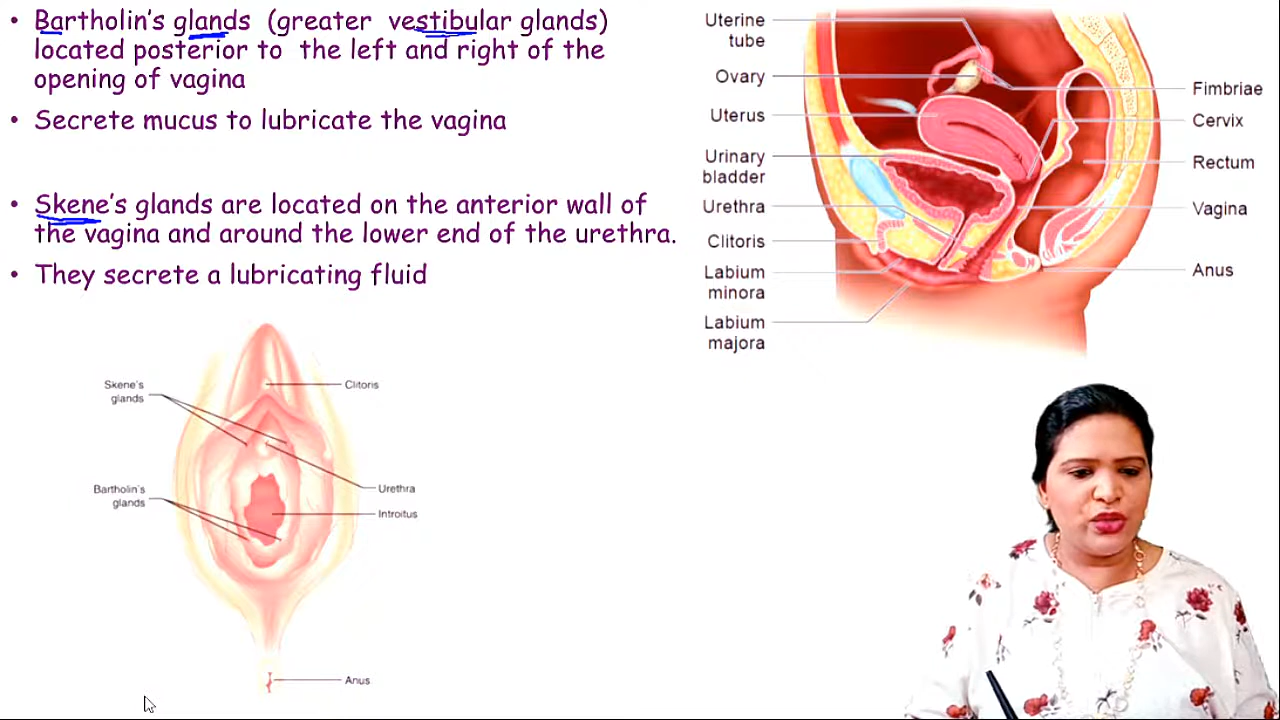 • Bartholin's glands (greater vestibular glands)
located posterior to the left and right of the
opening of vagina
• Secrete mucus to lubricate the vagina
• Skene's glands are located on the anterior wall of
the vagina and around the lower end of the urethra.
• They secrete a lubricating fluid
Uterine
tube
Ovary
Uterus
Urinary
bladder
Urethra
Clitoris
Labium
minora
Labium
majora
Fimbriae
Cervix
Rectum
Vagina
Anus
Skene's
glands
Clitoris
Bartholin's
glands
Urethra
Introitus
Anus